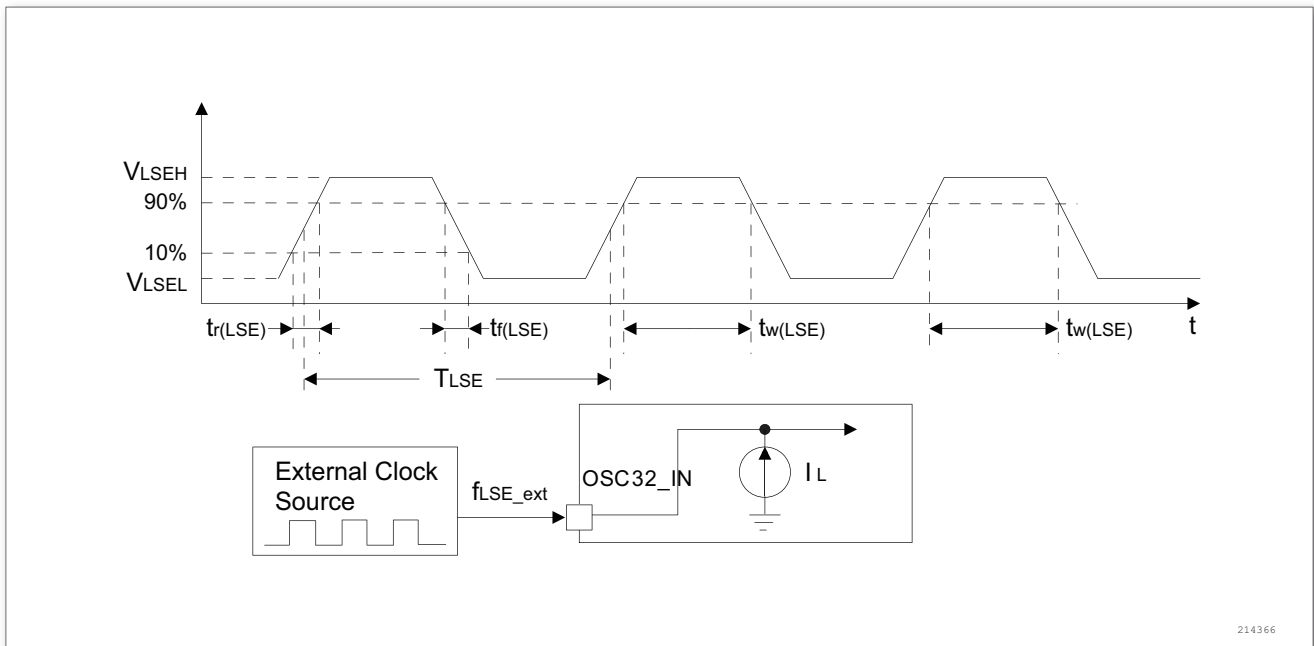 VLSEH
90%
10%
VLSEL
tr(LSE)
tf(LSE)
tw(LSE)
tw(LSE)
t
TLSE
External Clock
Source
fLSE_ext
OSC32_IN
IL
214366